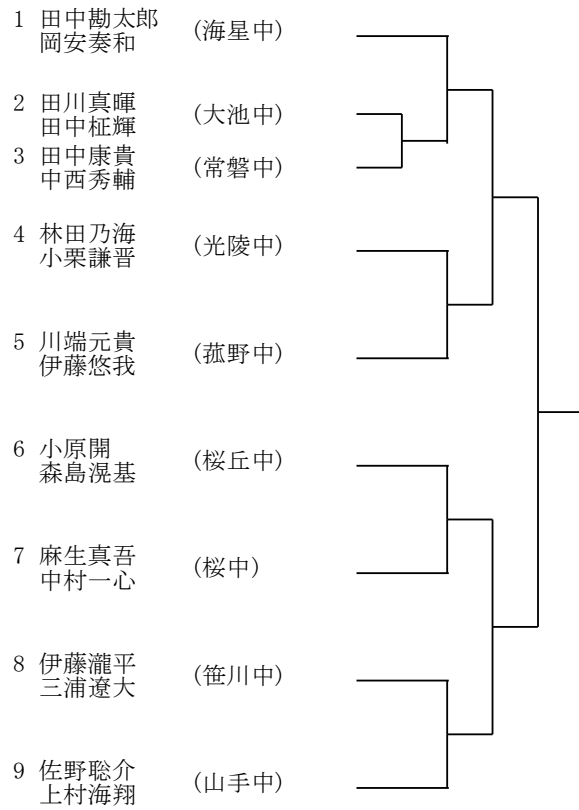 1 田中勘太郎 (海星中)
岡安奏和
2 田川真暉 (大池中)
田中柾輝
3 田中康貴 (常磐中)
中西秀輔
4 林田乃海 (光陵中)
小栗謙晋
5 川端元貴 (菰野中)
伊藤悠我
6 小原開 (桜丘中)
森島滉基
7 麻生真吾 (桜中)
中村一心
8 伊藤瀧平 (笹川中)
三浦遼大
9 佐野聡介 (山手中)
上村海翔